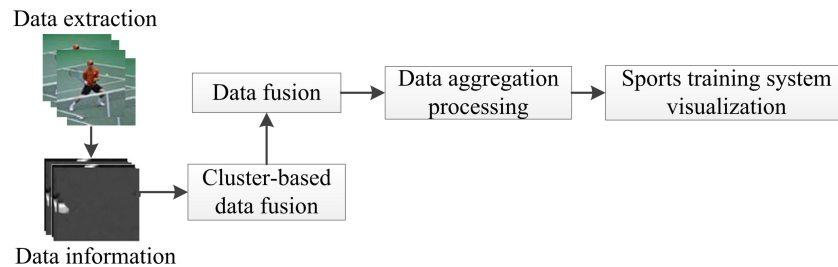 Data extraction
Data fusion
Data aggregation
processing
Sports training system
visualization
Cluster-based
data fusion
Data information